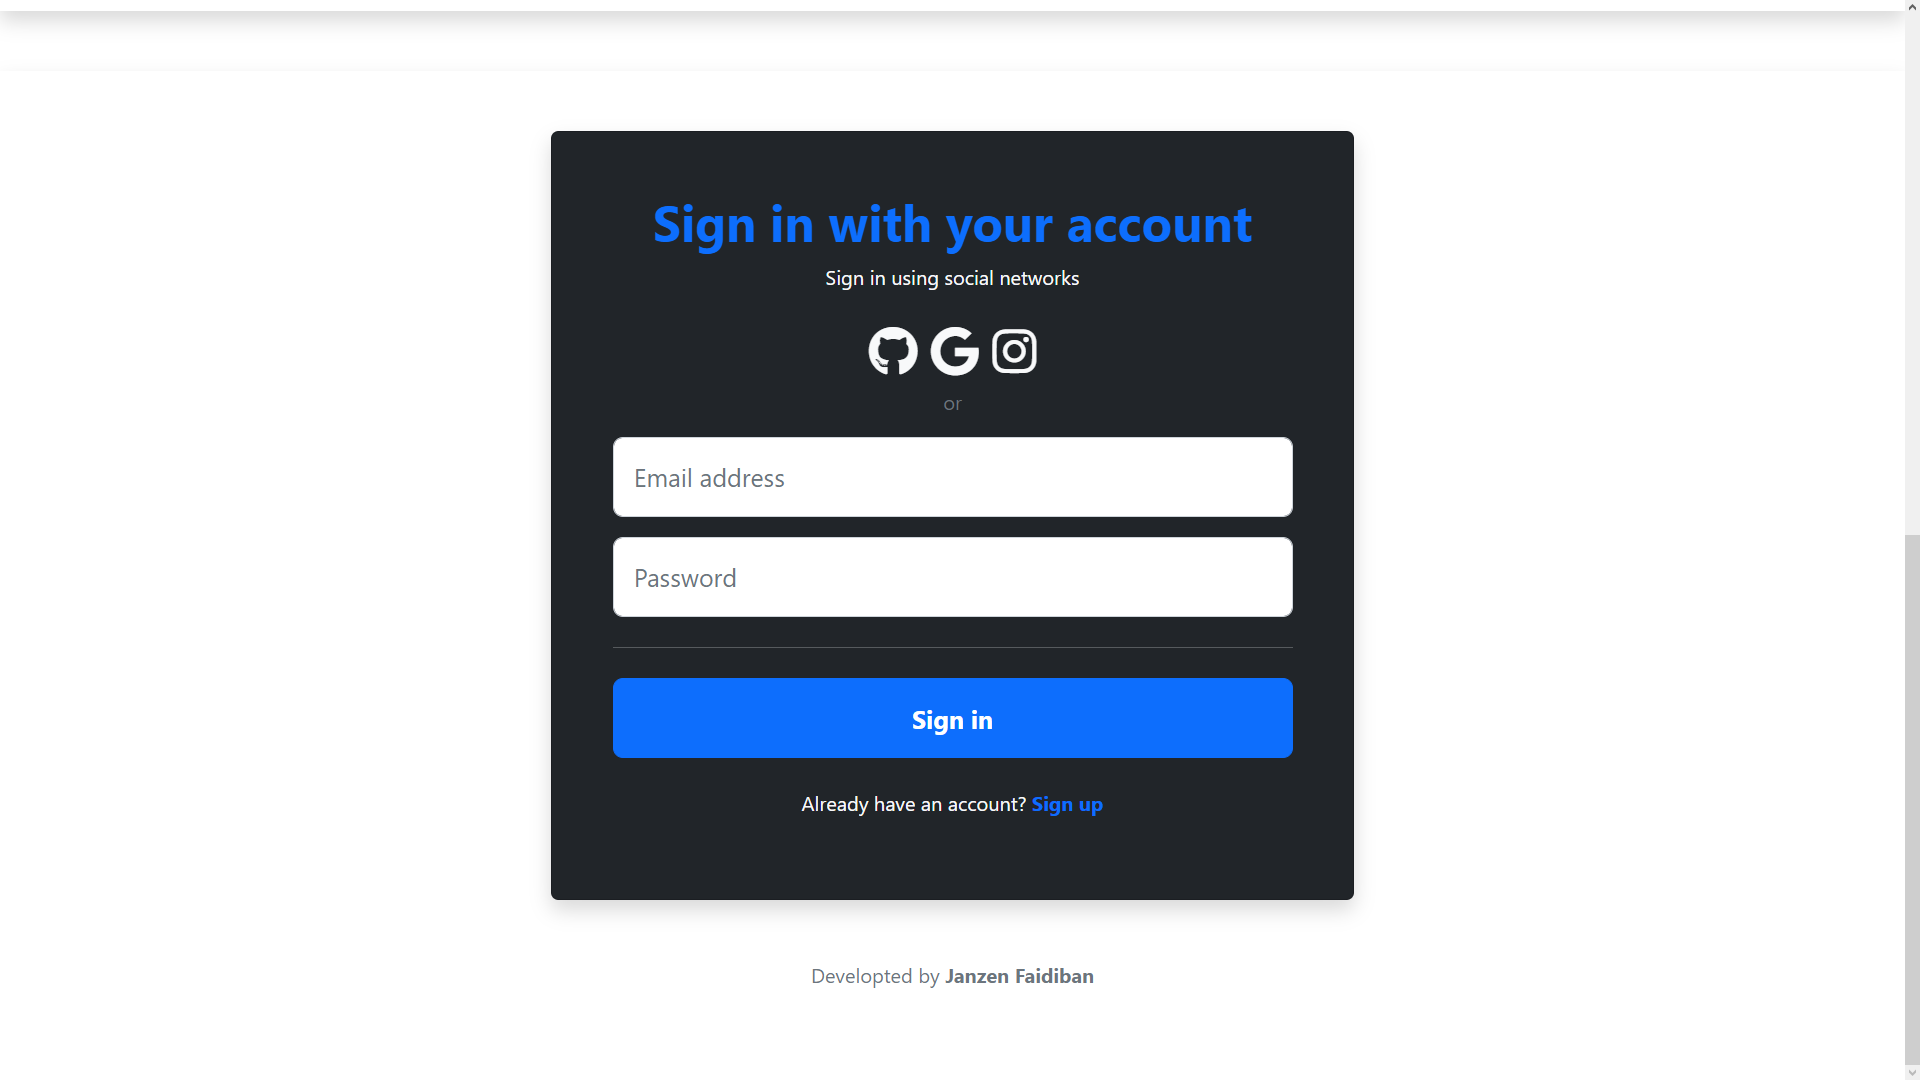 Sign in with your account
Sign in using social networks
or
Email address
Password
Sign in
Already have an account? Sign up
Developted by Janzen Faidiban